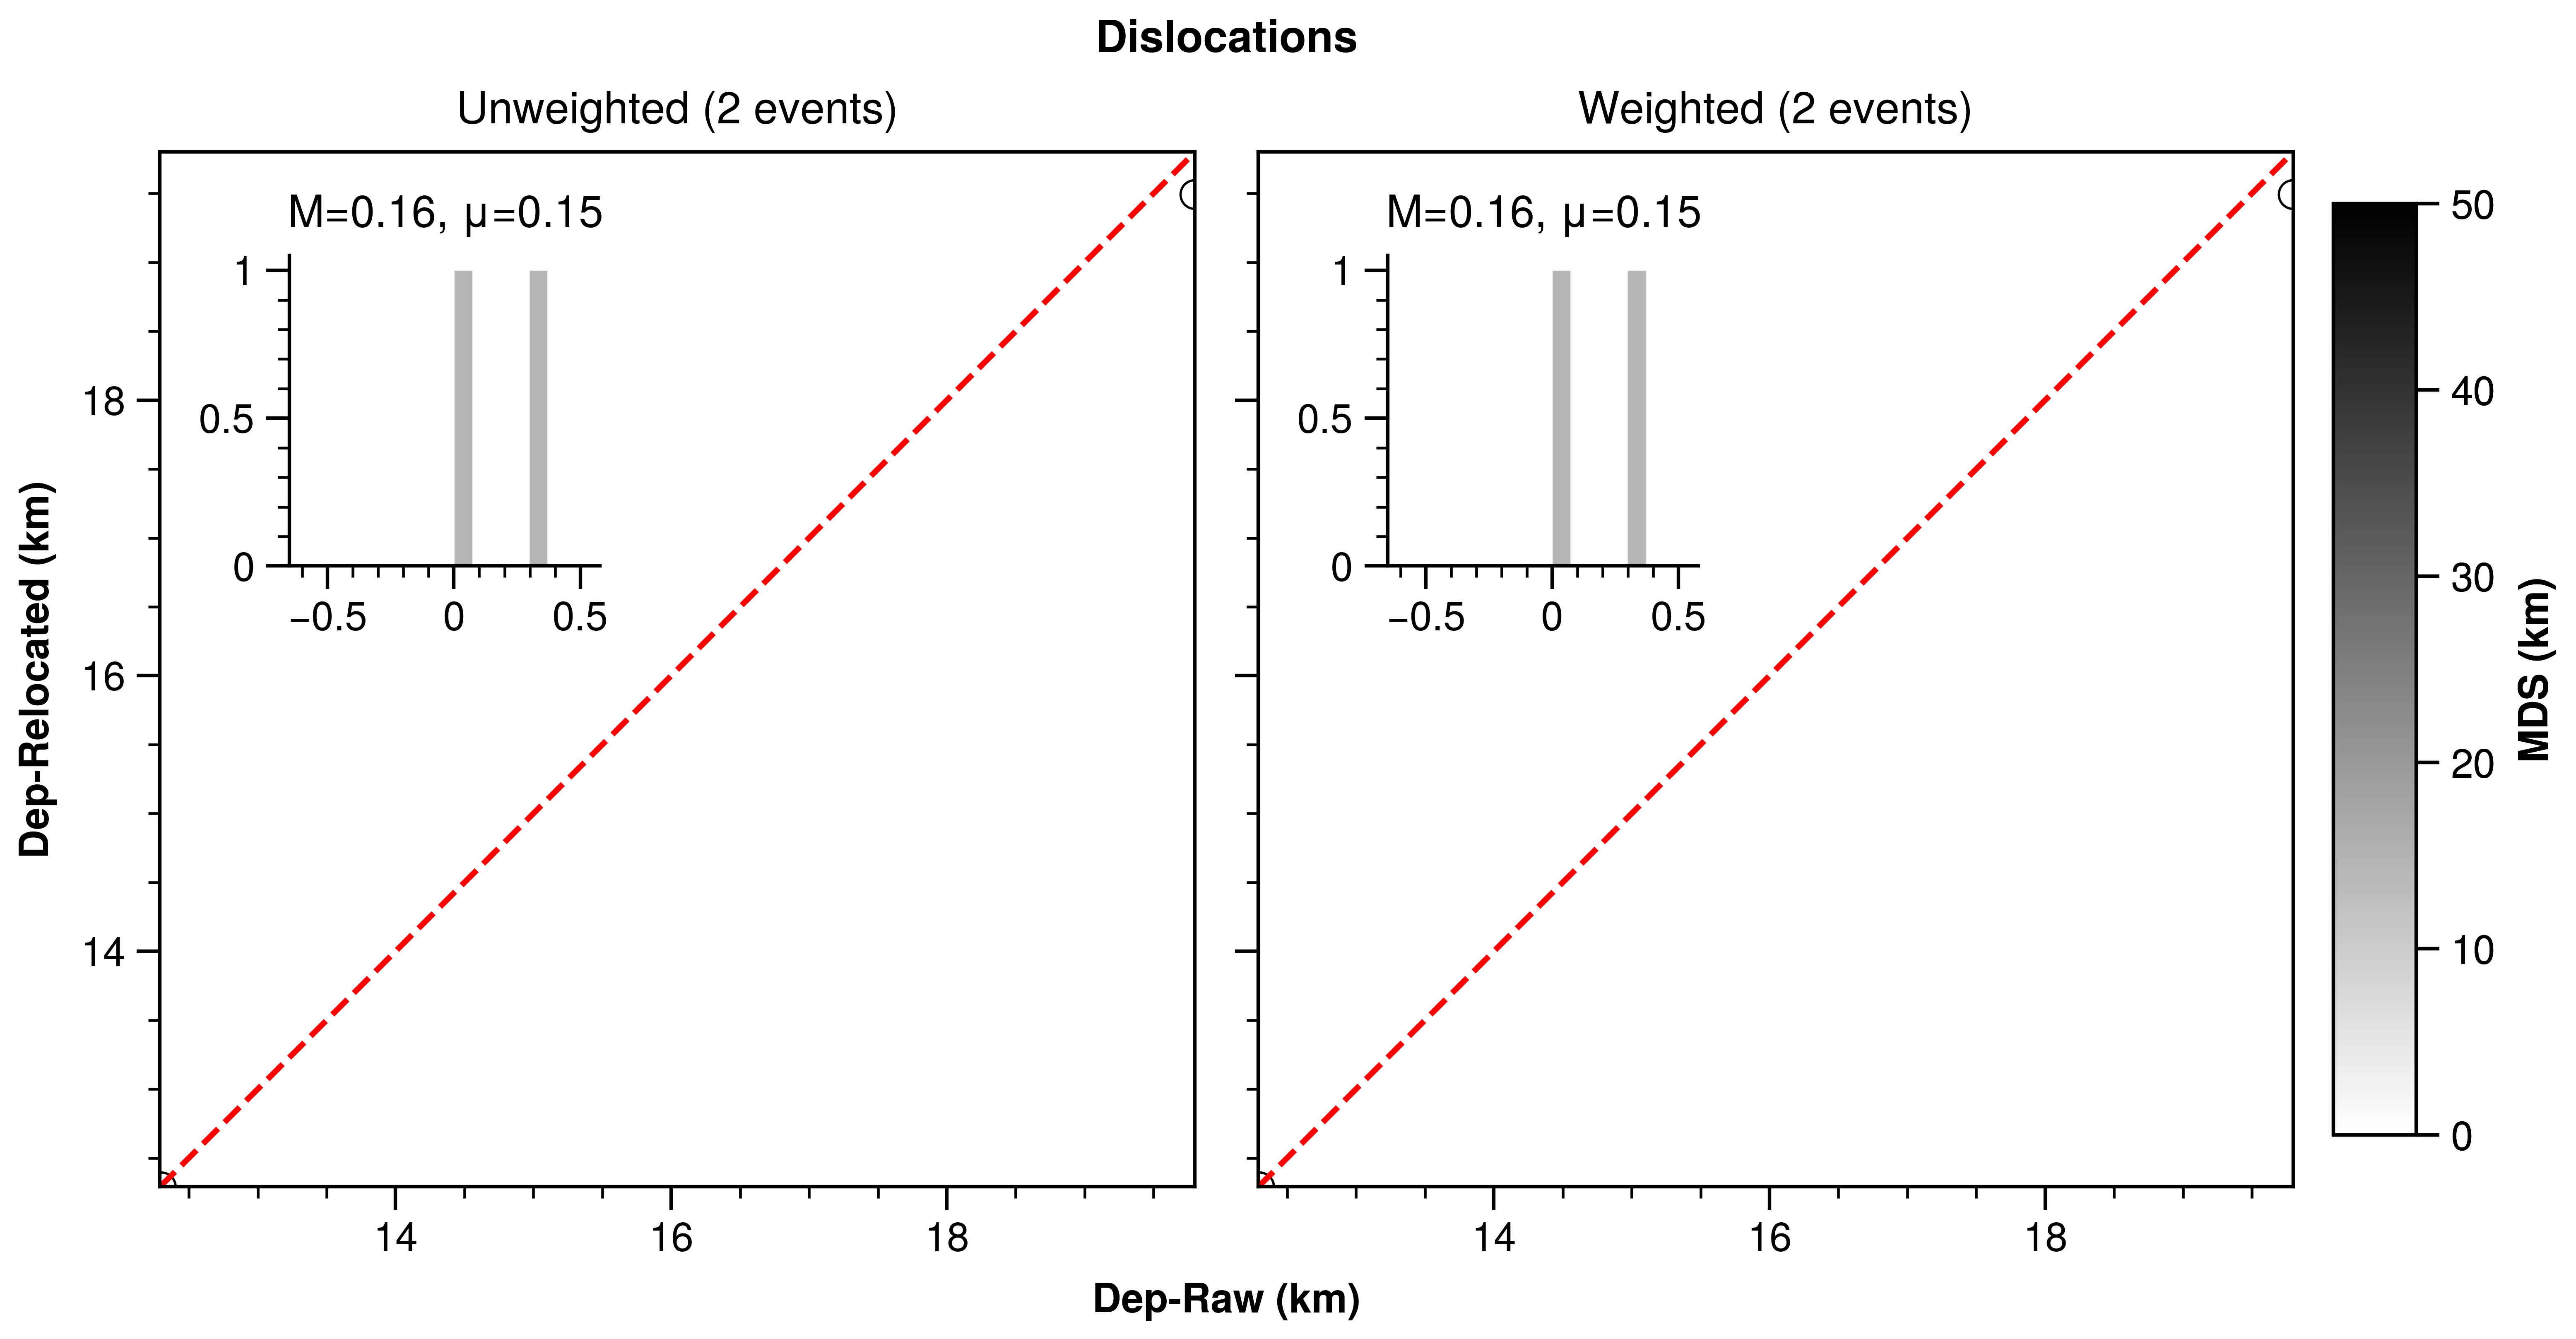 Dislocations
Unweighted (2 events)
Weighted (2 events)
M=0.16, μ=0.15
1
0.5
0
−0.5 0 0.5
M=0.16, μ=0.15
1
0.5
0
−0.5 0 0.5
18
16
14
Dep-Relocated (km)
14 16 18
14 16 18
Dep-Raw (km)
50
40
30
20
10
0
MDS (km)